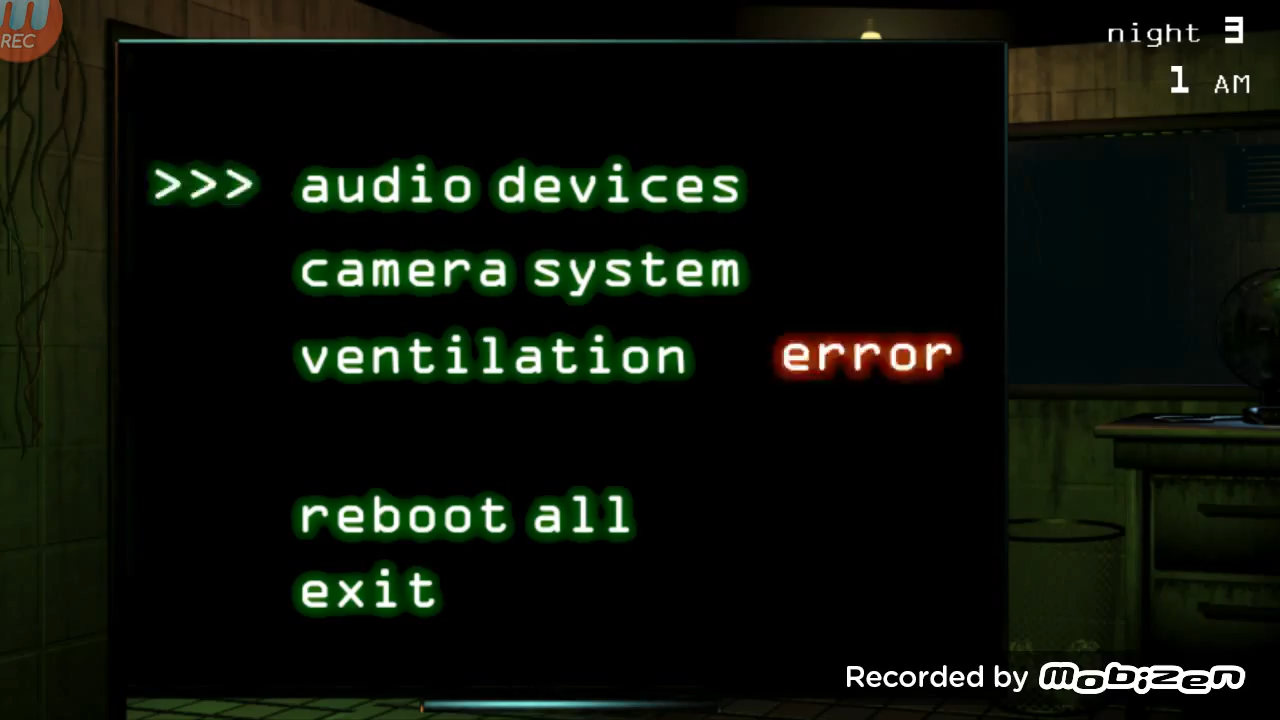 REC
night 3
1 AM
>>> audio devices
camera system
ventilation error
reboot all
exit
Recorded by mobizen